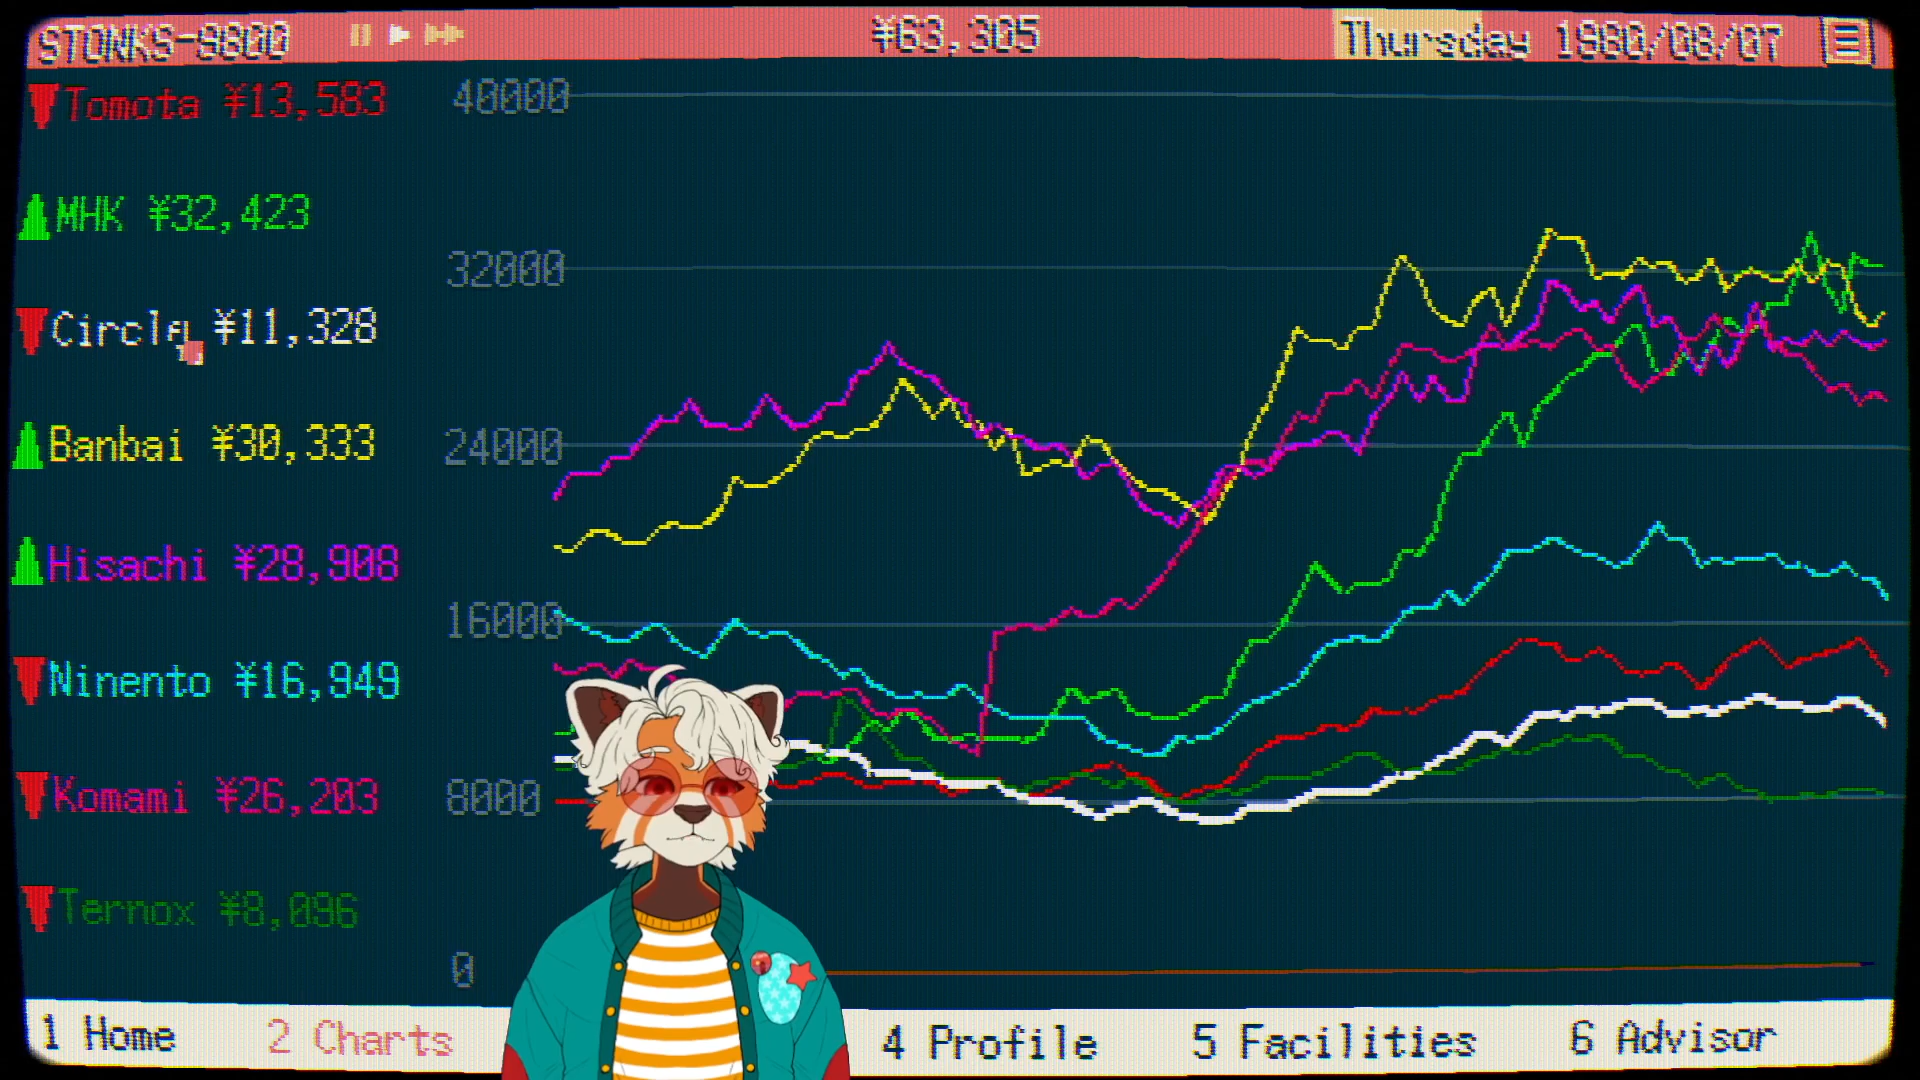 STONKS-9800 ¥63,305 Thursday 1980/08/07
Tomota ¥13,583
MHK ¥32,423
Circle ¥11,328
Banbai ¥30,333
Hisachi ¥28,908
Ninento ¥16,949
Komami ¥26,203
Ternox ¥8,096
40000
32000
24000
16000
8000
0
1 Home 2 Charts 4 Profile 5 Facilities 6 Advisor